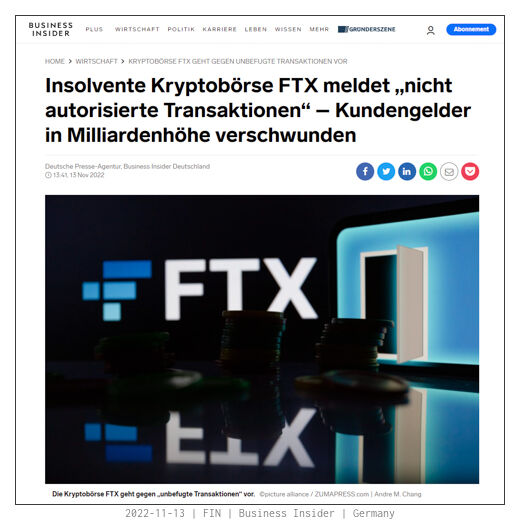 BUSINESS
INSIDER
PLUS WIRTSCHAFT POLITIK KARRIERE LEBEN WISSEN MEHR GRÜNDERSZENE
Abonnement
HOME > WIRTSCHAFT > KRYPTOBÖRSE FTX GEHT GEGEN UNBEFUGTE TRANSAKTIONEN VOR
Insolvente Kryptobörse FTX meldet „nicht
autorisierte Transaktionen“ – Kundengelder
in Milliardenhöhe verschwunden
Deutsche Presse-Agentur, Business Insider Deutschland
13:41, 13 Nov 2022
FTX
Die Kryptobörse FTX geht gegen „unbefugte Transaktionen“ vor. ©picture alliance / ZUMAPRESS.com | Andre M. Chang
2022-11-13 | FIN | Business Insider | Germany